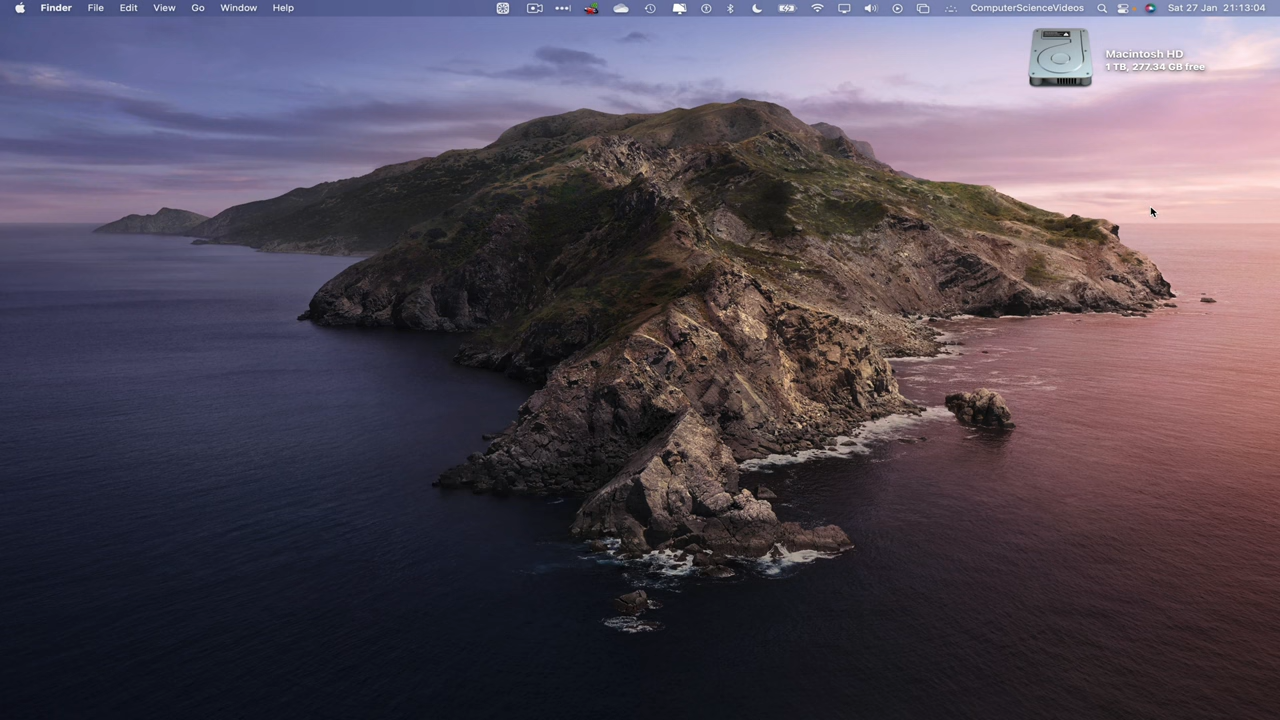 Finder File Edit View Go Window Help ComputerScienceVideos Sat 27 Jan 21:13:04
Macintosh HD
1 TB, 277.34 GB free